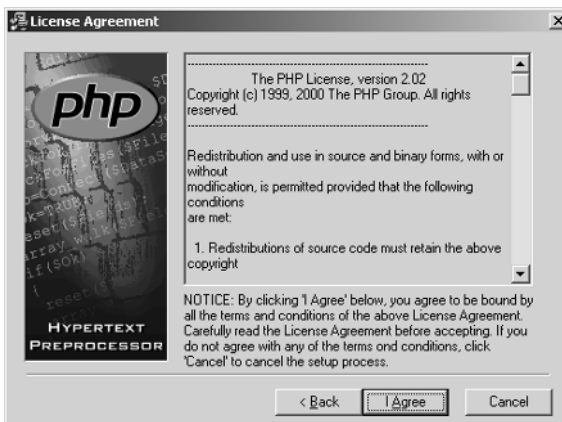 License Agreement
----------------------------------------------------------------
The PHP License, version 2.02
Copyright (c) 1999, 2000 The PHP Group. All rights
reserved.
----------------------------------------------------------------
Redistribution and use in source and binary forms, with or
without
modification, is permitted provided that the following
conditions
are met:
1. Redistributions of source code must retain the above
copyright
php
HYPERTEXT
PREPROCESSOR
NOTICE: By clicking 'I Agree' below, you agree to be bound by
all the terms and conditions of the above License Agreement.
Carefully read the License Agreement before accepting. If you
do not agree with any of the terms ond conditions, click
'Cancel' to cancel the setup process.
< Back
I Agree
Cancel